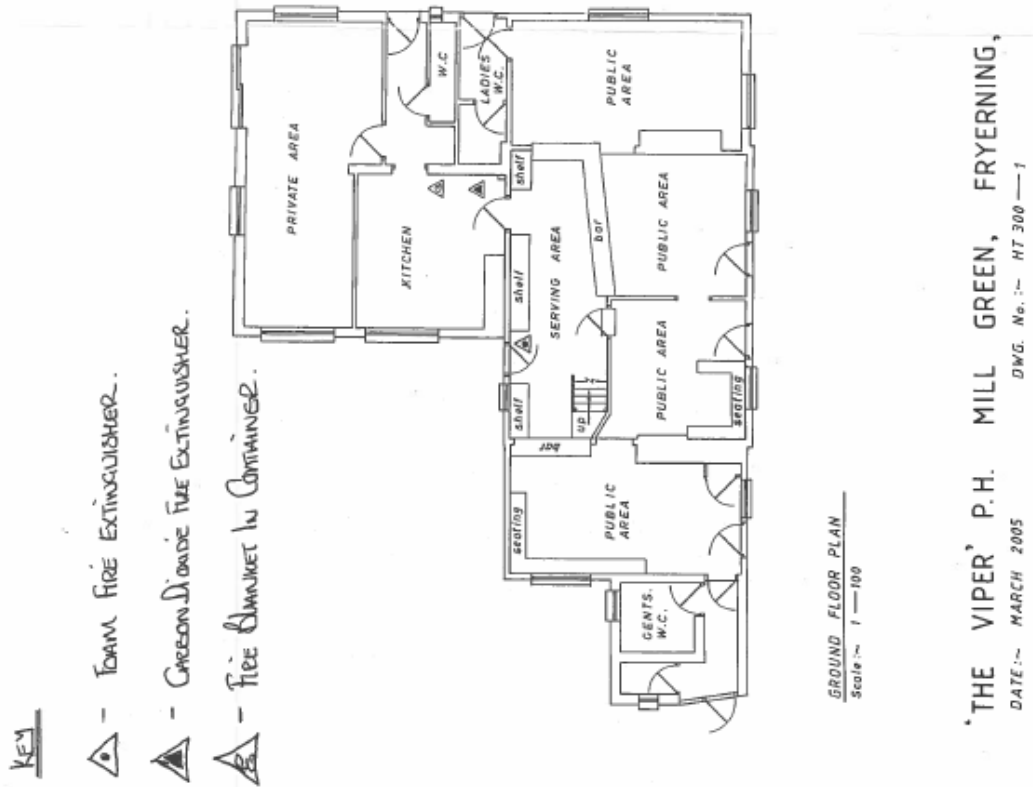 KEY
- FOAM FIRE EXTINGUISHER.
- CARBON DIOXIDE FIRE EXTINGUISHER.
- FIRE BLANKET IN CONTAINER.
PRIVATE AREA
KITCHEN
W.C
LADIES
W.C.
PUBLIC
AREA
shelf
shelf
shelf
SERVING AREA
bar
PUBLIC AREA
PUBLIC AREA
up
bar
seating
seating
PUBLIC
AREA
GENTS.
W.C.
GROUND FLOOR PLAN
Scale :~ 1 — 100
'THE VIPER' P.H. MILL GREEN, FRYERNING,
DATE :~ MARCH 2005 DWG. No. :~ HT 300 — 1